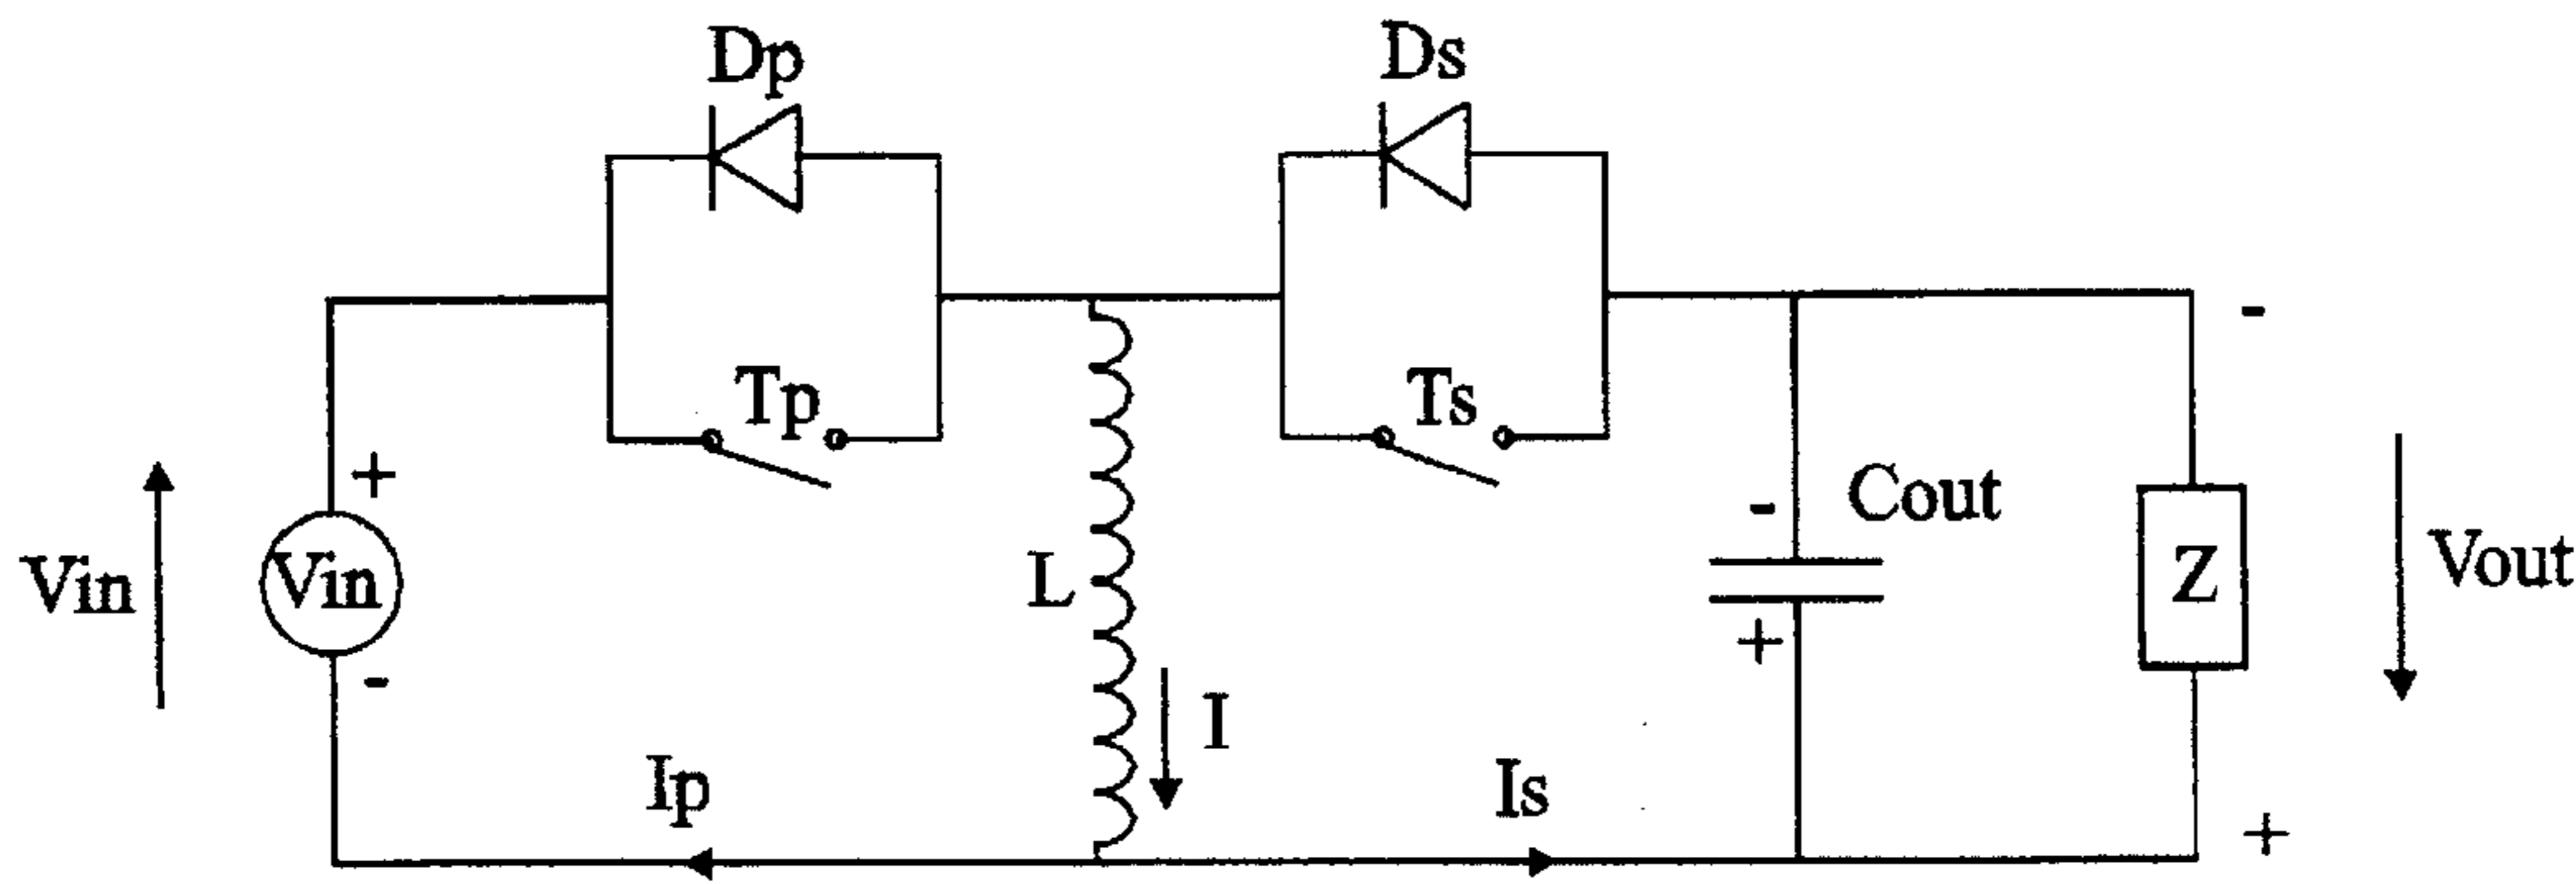 Dp
Ds
Tp
Ts
-
+
Cout
-
Vin
Vin
L
Z
Vout
+
-
I
Ip
Is
+